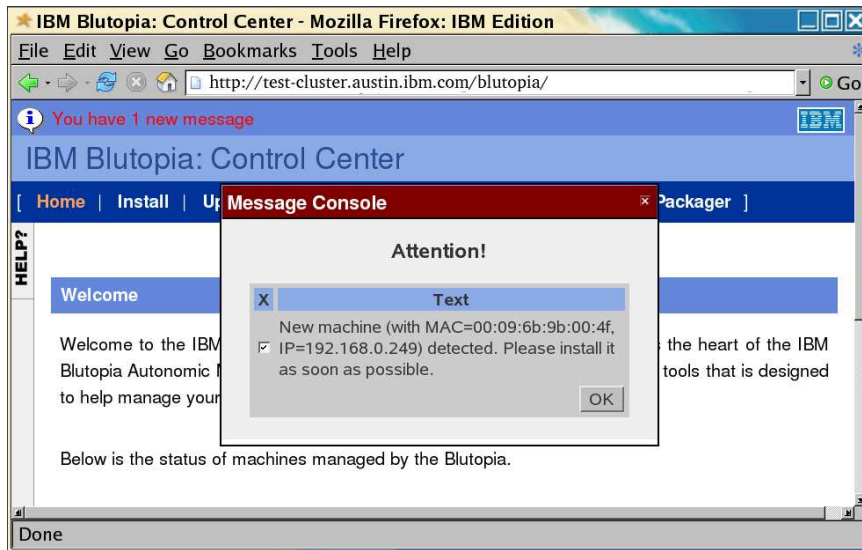 IBM Blutopia: Control Center - Mozilla Firefox: IBM Edition
File Edit View Go Bookmarks Tools Help
http://test-cluster.austin.ibm.com/blutopia/ Go
You have 1 new message IBM
IBM Blutopia: Control Center
[ Home | Install | Packager ]
Message Console
HELP?
Attention!
Welcome
X Text
New machine (with MAC=00:09:6b:9b:00:4f,
IP=192.168.0.249) detected. Please install it
as soon as possible.
OK
Welcome to the IBM the heart of the IBM
Blutopia Autonomic tools that is designed
to help manage your
Below is the status of machines managed by the Blutopia.
Done